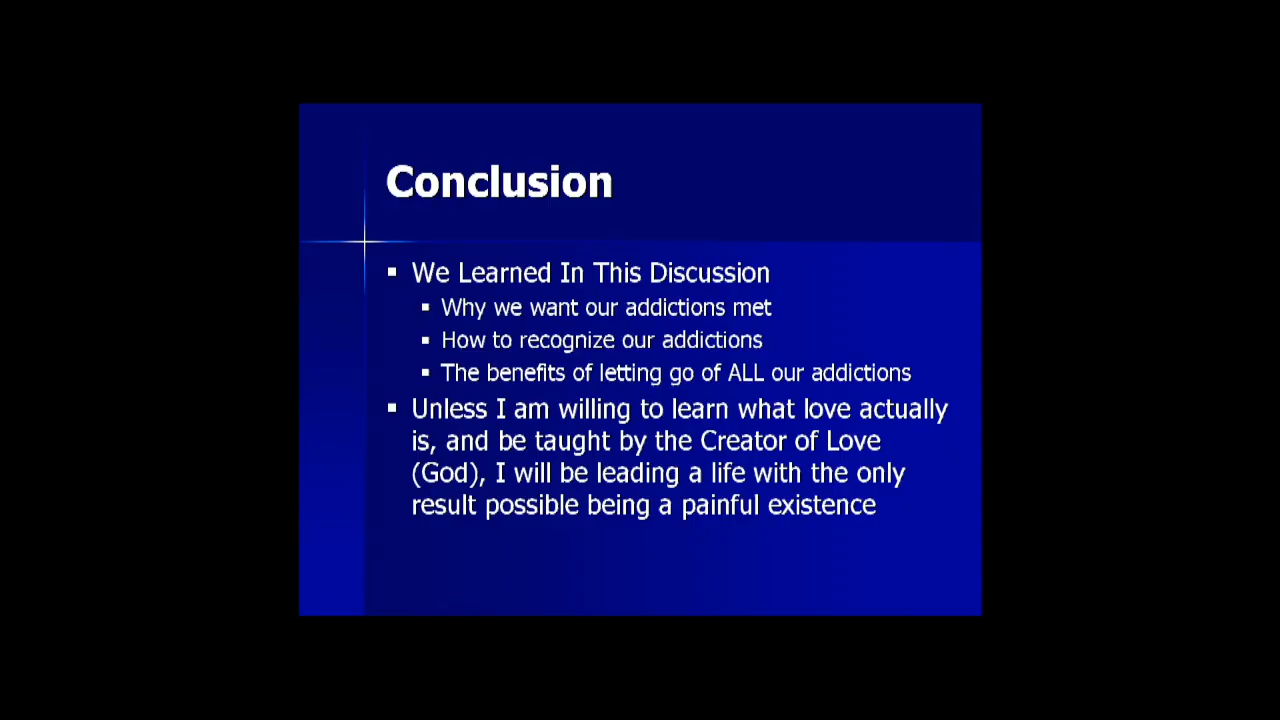 Conclusion
▪ We Learned In This Discussion
▪ Why we want our addictions met
▪ How to recognize our addictions
▪ The benefits of letting go of ALL our addictions
▪ Unless I am willing to learn what love actually
is, and be taught by the Creator of Love
(God), I will be leading a life with the only
result possible being a painful existence